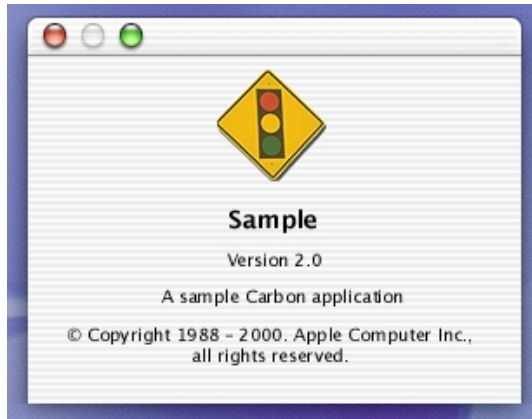 Sample
Version 2.0
A sample Carbon application
© Copyright 1988 – 2000. Apple Computer Inc.,
all rights reserved.